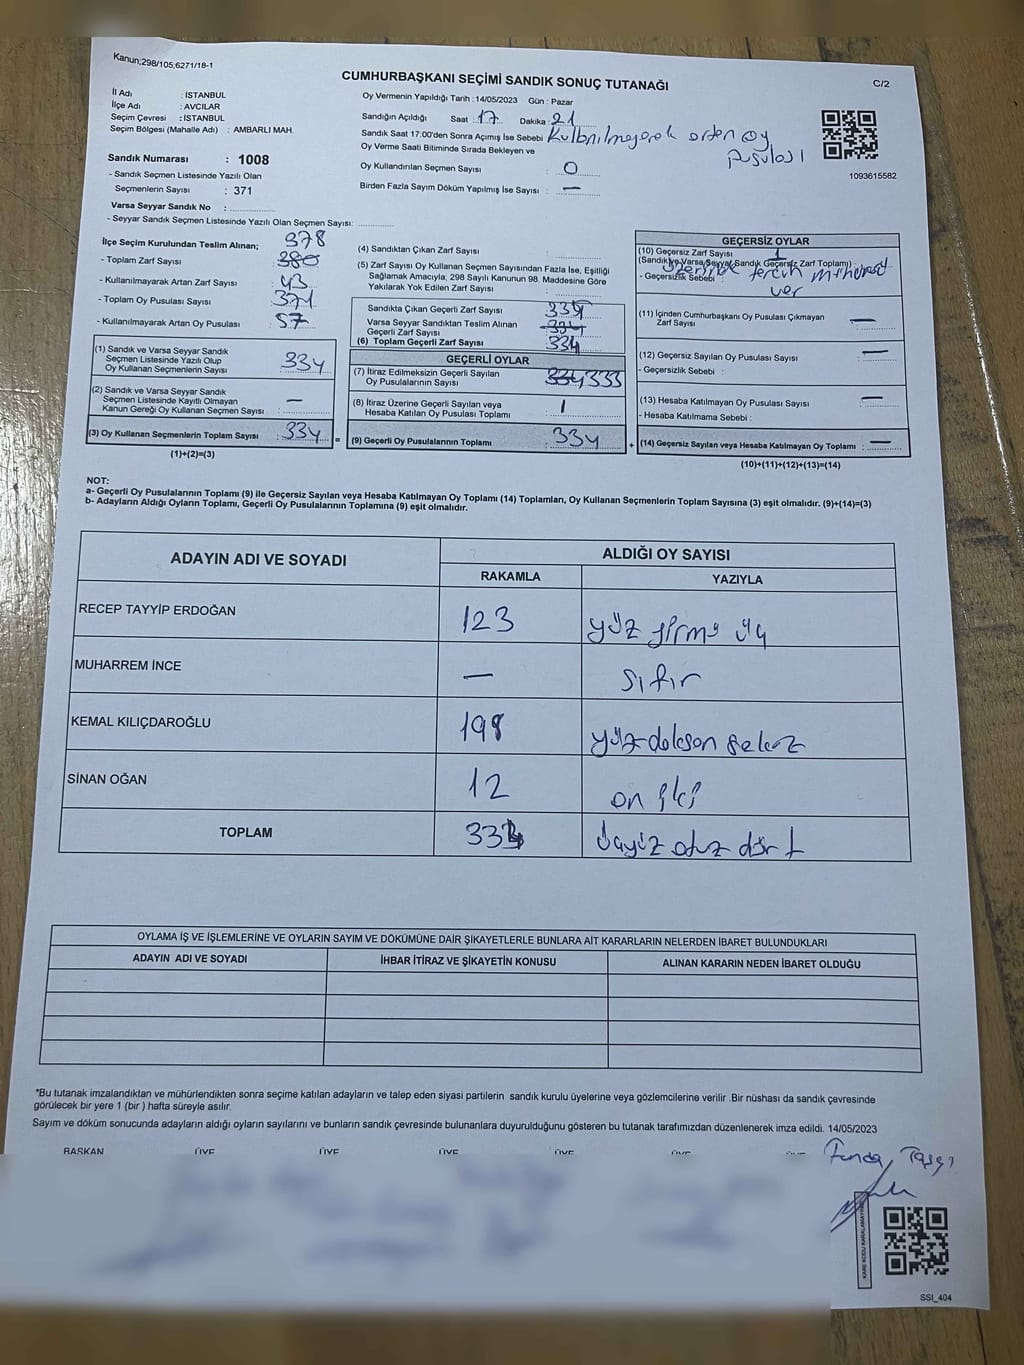 Kanun;298/105;6271/18-1
CUMHURBAŞKANI SEÇİMİ SANDIK SONUÇ TUTANAĞI
C/2
İl Adı : İSTANBUL
İlçe Adı : AVCILAR
Seçim Çevresi : İSTANBUL
Seçim Bölgesi (Mahalle Adı) : AMBARLI MAH.
Sandık Numarası : 1008
- Sandık Seçmen Listesinde Yazılı Olan
Seçmenlerin Sayısı : 371
Varsa Seyyar Sandık No :
- Seyyar Sandık Seçmen Listesinde Yazılı Olan Seçmen Sayısı:
Oy Vermenin Yapıldığı Tarih : 14/05/2023 Gün : Pazar
Sandığın Açıldığı Saat : 17 Dakika : 21
Sandık Saat 17:00'den Sonra Açımış İse Sebebi Kullanılmayarak artan oy pusulası
Oy Verme Saati Bitiminde Sırada Bekleyen ve
Oy Kullandırılan Seçmen Sayısı : 0
Birden Fazla Sayım Döküm Yapılmış İse Sayısı : —
1093615582
İlçe Seçim Kurulundan Teslim Alınan; 378
- Toplam Zarf Sayısı : 380
- Kullanılmayarak Artan Zarf Sayısı : 43
- Toplam Oy Pusulası Sayısı : 371
- Kullanılmayarak Artan Oy Pusulası : 57
(1) Sandık ve Varsa Seyyar Sandık
Seçmen Listesinde Yazılı Olup
Oy Kullanan Seçmenlerin Sayısı : 334
(2) Sandık ve Varsa Seyyar Sandık
Seçmen Listesinde Kayıtlı Olmayan
Kanun Gereği Oy Kullanan Seçmen Sayısı : —
(3) Oy Kullanan Seçmenlerin Toplam Sayısı : 334
(1)+(2)=(3)
(4) Sandıktan Çıkan Zarf Sayısı :
(5) Zarf Sayısı Oy Kullanan Seçmen Sayısından Fazla İse, Eşitliği
Sağlamak Amacıyla, 298 Sayılı Kanunun 98. Maddesine Göre
Yakılarak Yok Edilen Zarf Sayısı :
Sandıkta Çıkan Geçerli Zarf Sayısı :
Varsa Seyyar Sandıktan Teslim Alınan
Geçerli Zarf Sayısı :
(6) Toplam Geçerli Zarf Sayısı : 334
GEÇERLİ OYLAR
(7) İtiraz Edilmeksizin Geçerli Sayılan
Oy Pusulalarının Sayısı : 334 333
(8) İtiraz Üzerine Geçerli Sayılan veya
Hesaba Katılan Oy Pusulası Toplamı : 1
= (9) Geçerli Oy Pusulalarının Toplamı : 334
GEÇERSİZ OYLAR
(10) Geçersiz Zarf Sayısı : 1
(Sandık ve Varsa Seyyar Sandık Geçersiz Zarf Toplamı)
- Geçersizlik Sebebi : üzerinde tercih mühürü var
(11) İçinden Cumhurbaşkanı Oy Pusulası Çıkmayan
Zarf Sayısı : —
(12) Geçersiz Sayılan Oy Pusulası Sayısı : —
- Geçersizlik Sebebi :
(13) Hesaba Katılmayan Oy Pusulası Sayısı : —
- Hesaba Katılmama Sebebi :
+ (14) Geçersiz Sayılan veya Hesaba Katılmayan Oy Toplamı : —
(10)+(11)+(12)+(13)=(14)
NOT:
a- Geçerli Oy Pusulalarının Toplamı (9) ile Geçersiz Sayılan veya Hesaba Katılmayan Oy Toplamı (14) Toplamları, Oy Kullanan Seçmenlerin Toplam Sayısına (3) eşit olmalıdır. (9)+(14)=(3)
b- Adayların Aldığı Oyların Toplamı, Geçerli Oy Pusulalarının Toplamına (9) eşit olmalıdır.
ADAYIN ADI VE SOYADI
ALDIĞI OY SAYISI
RAKAMLA
YAZIYLA
RECEP TAYYİP ERDOĞAN 123 yüz yirmi üç
MUHARREM İNCE — sıfır
KEMAL KILIÇDAROĞLU 198 yüz doksan sekiz
SİNAN OĞAN 12 on iki
TOPLAM 334 üçyüz otuz dört
OYLAMA İŞ VE İŞLEMLERİNE VE OYLARIN SAYIM VE DÖKÜMÜNE DAİR ŞİKAYETLERLE BUNLARA AİT KARARLARIN NELERDEN İBARET BULUNDUKLARI
ADAYIN ADI VE SOYADI
İHBAR İTİRAZ VE ŞİKAYETİN KONUSU
ALINAN KARARIN NEDEN İBARET OLDUĞU
*Bu tutanak imzalandıktan ve mühürlendikten sonra seçime katılan adayların ve talep eden siyasi partilerin sandık kurulu üyelerine veya gözlemcilerine verilir .Bir nüshası da sandık çevresinde
görülecek bir yere 1 (bir ) hafta süreyle asılır.
Sayım ve döküm sonucunda adayların aldığı oyların sayılarını ve bunların sandık çevresinde bulunanlara duyurulduğunu gösteren bu tutanak tarafımızdan düzenlenerek imza edildi. 14/05/2023
BAŞKAN ÜYE ÜYE ÜYE ÜYE ÜYE ÜYE
Funda Taşçı
KARE KODU KARALAMAYINIZ
SSI_404